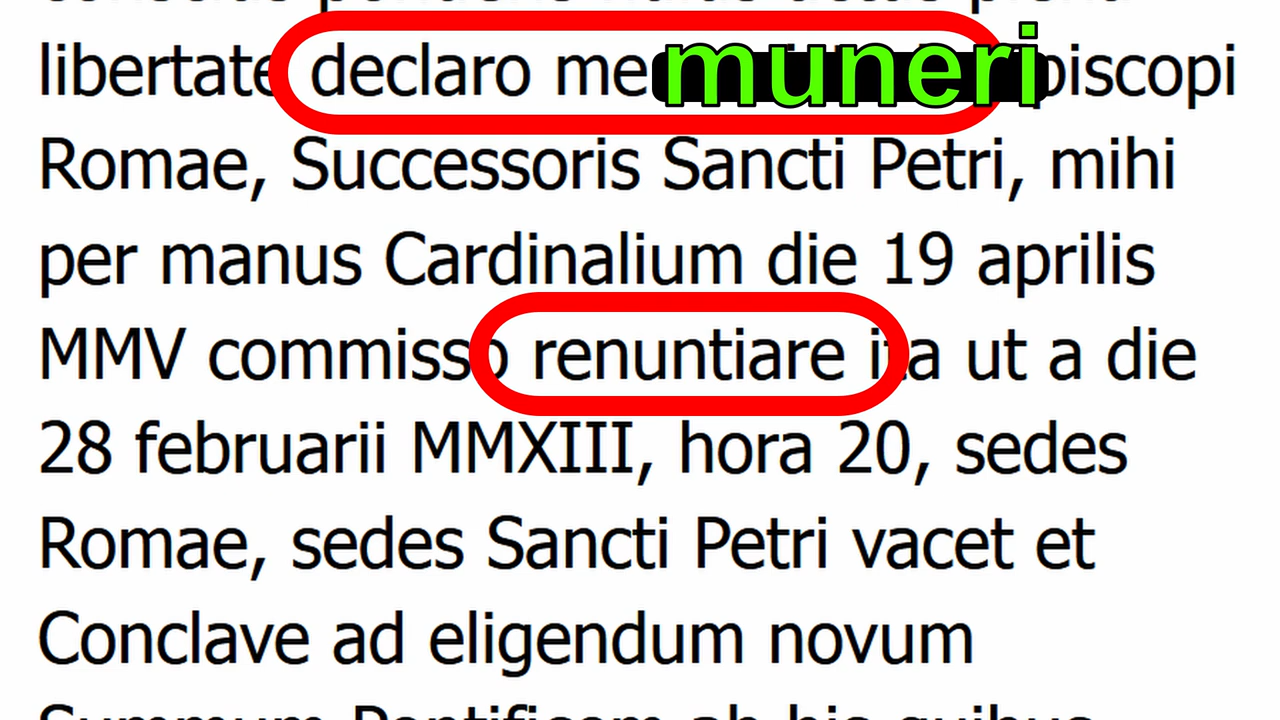 libertate declaro me muneri piscopi
Romae, Successoris Sancti Petri, mihi
per manus Cardinalium die 19 aprilis
MMV commisso renuntiare ita ut a die
28 februarii MMXIII, hora 20, sedes
Romae, sedes Sancti Petri vacet et
Conclave ad eligendum novum